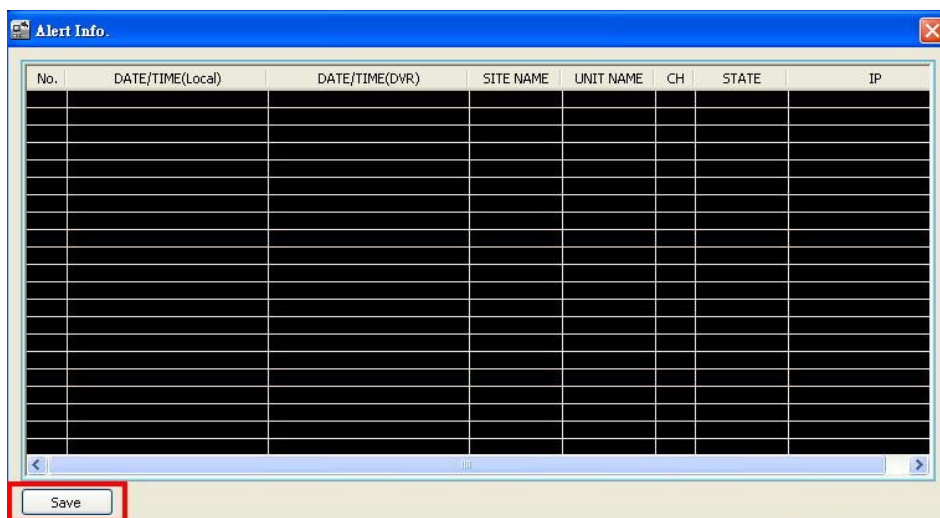 Alert Info.
No. DATE/TIME(Local) DATE/TIME(DVR) SITE NAME UNIT NAME CH STATE IP
Save